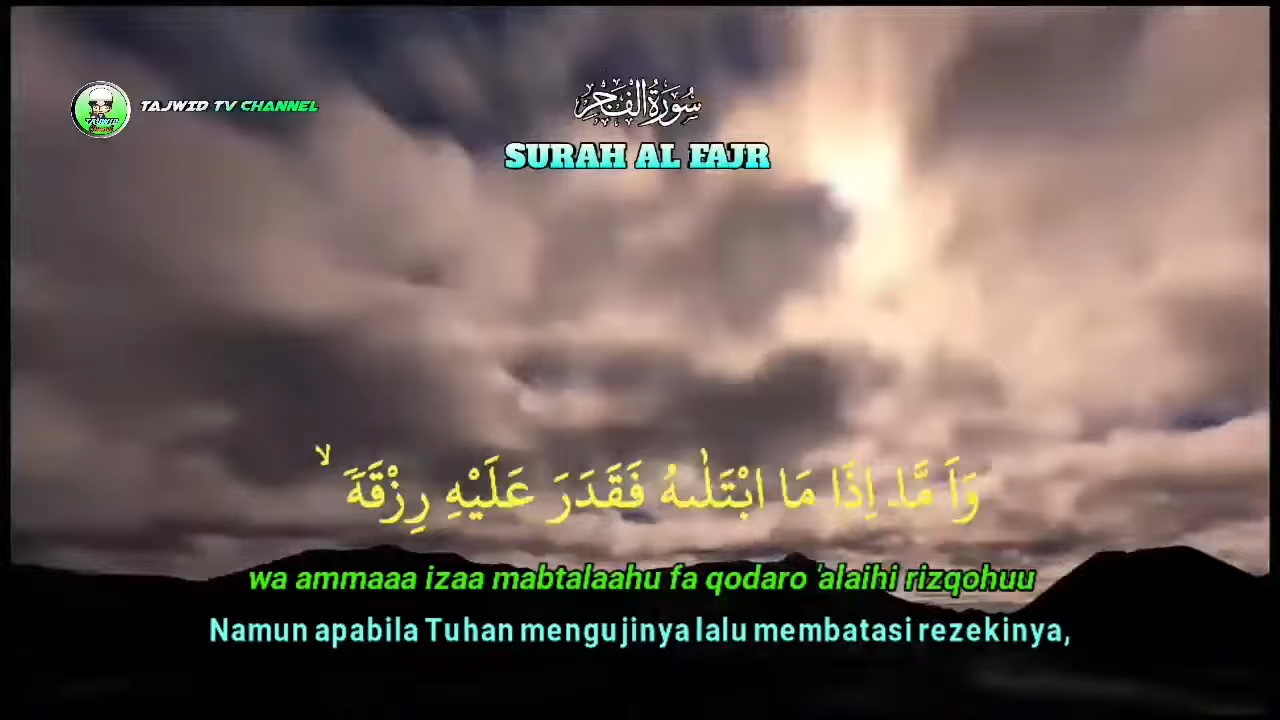 TAJWID TV CHANNEL
سُورَةُ الفَجْرِ
SURAH AL FAJR
وَاَ مَّاۤ اِذَا مَا ابْتَلٰٮهُ فَقَدَرَ عَلَيْهِ رِزْقَهٗ ۙ
wa ammaaa izaa mabtalaahu fa qodaro 'alaihi rizqohuu
Namun apabila Tuhan mengujinya lalu membatasi rezekinya,